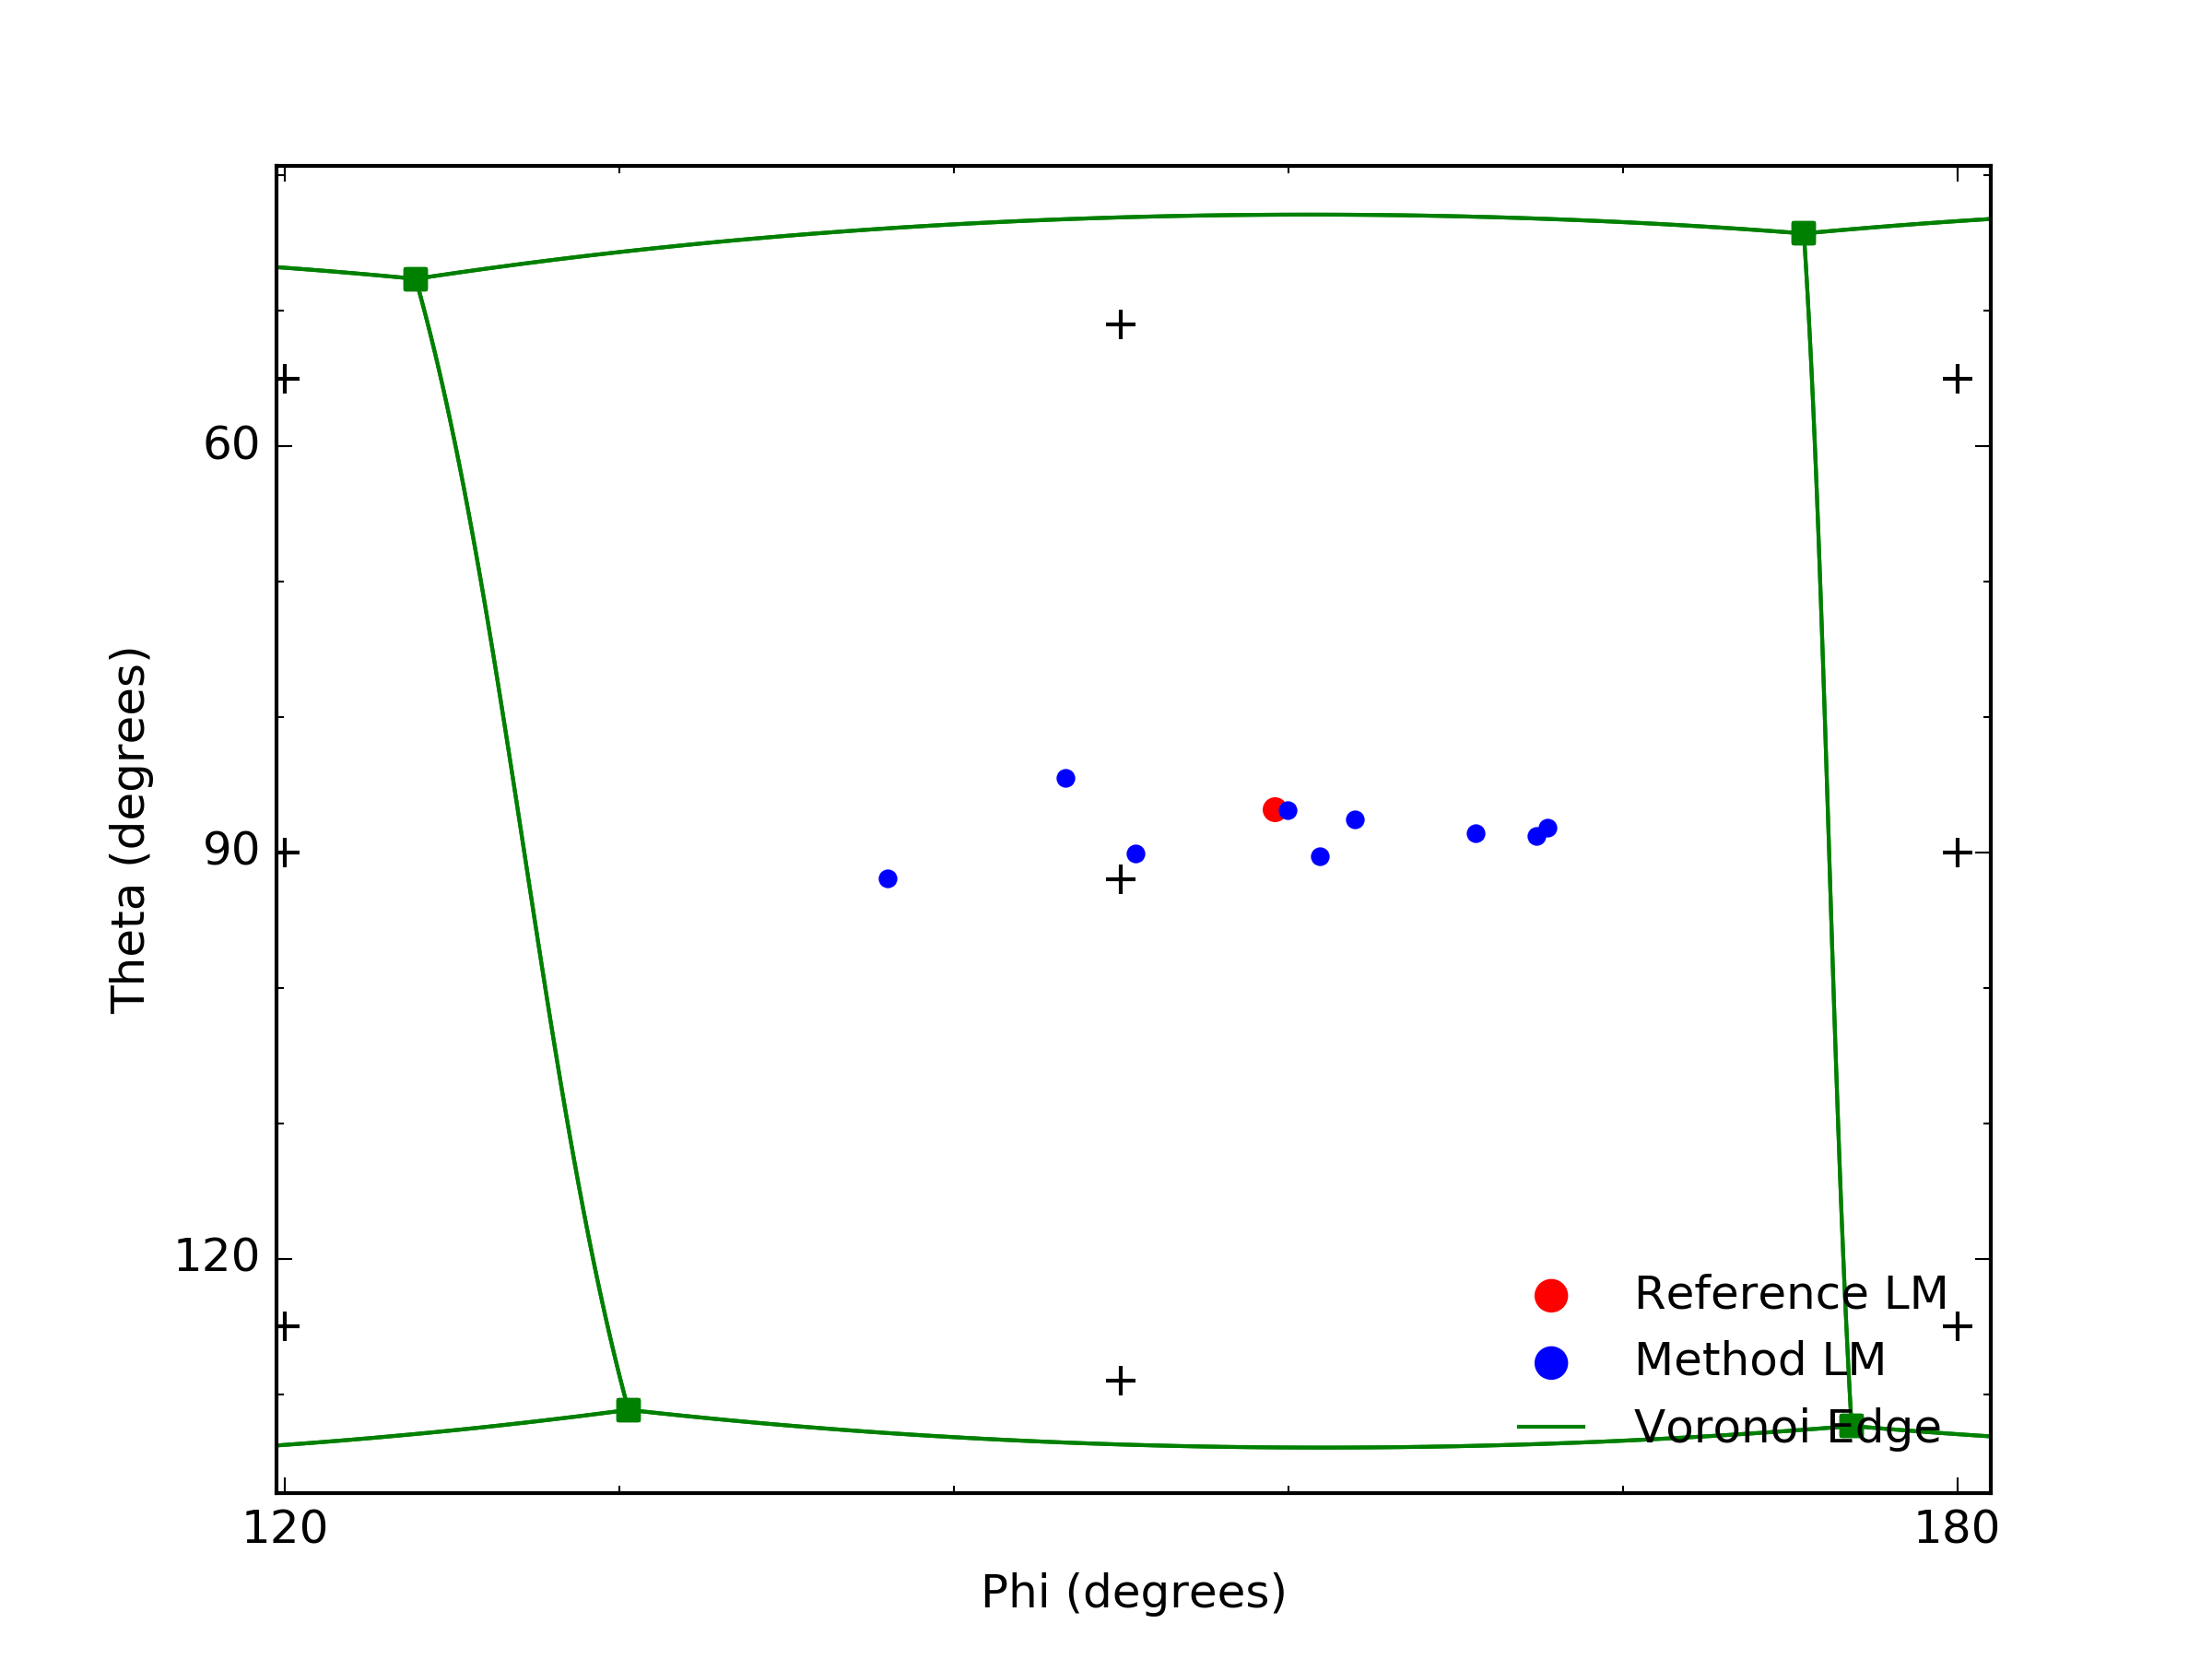 60
90
120
Theta (degrees)
Reference LM
Method LM
Voronoi Edge
120
180
Phi (degrees)